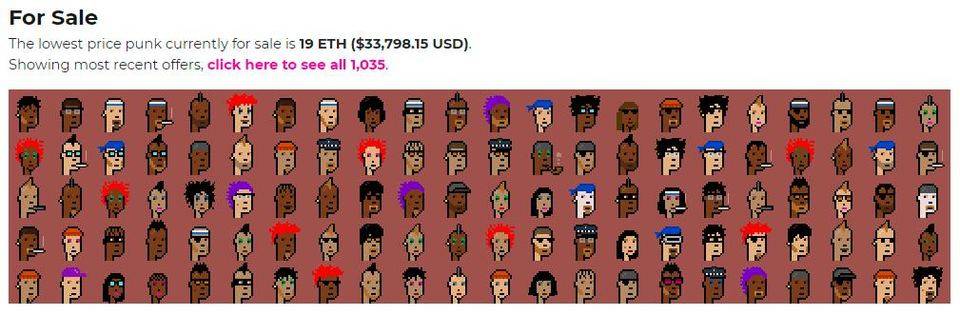 For Sale
The lowest price punk currently for sale is 19 ETH ($33,798.15 USD).
Showing most recent offers, click here to see all 1,035.